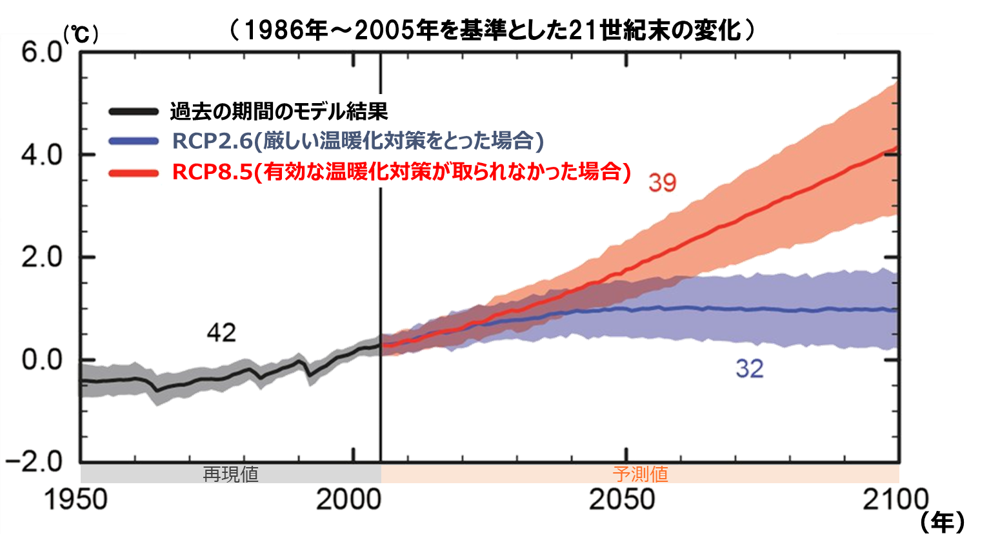 （1986年～2005年を基準とした21世紀末の変化）
(℃)
6.0
4.0
2.0
0.0
−2.0
過去の期間のモデル結果
RCP2.6(厳しい温暖化対策をとった場合)
RCP8.5(有効な温暖化対策が取られなかった場合)
39
42
32
再現値
予測値
1950
2000
2050
2100
(年)